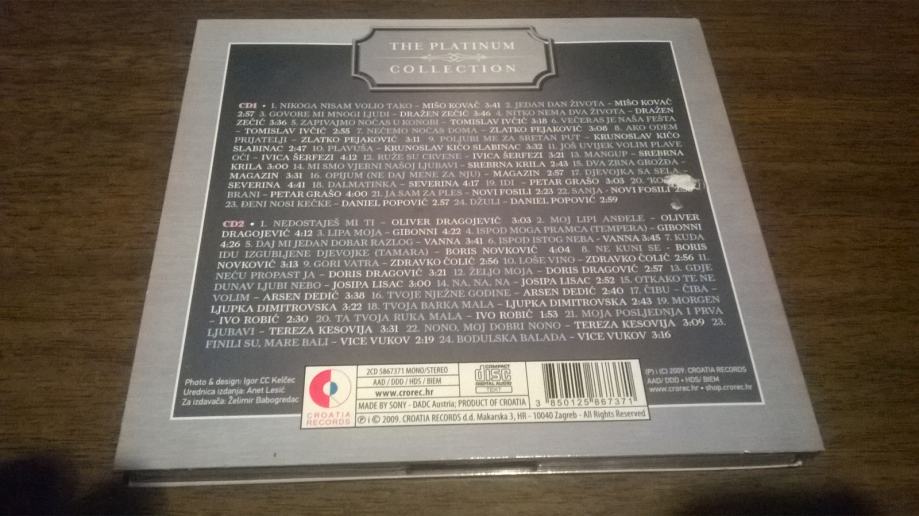 THE PLATINUM
COLLECTION
CD1 • 1. NIKOGA NISAM VOLIO TAKO - MIŠO KOVAČ 3:41 2. JEDAN DAN ŽIVOTA - MIŠO KOVAČ
2:57 3. GOVORE MI MNOGI LJUDI - DRAŽEN ZEČIĆ 3:46 4. NITKO NEMA DVA ŽIVOTA - DRAŽEN
ZEČIĆ 3:36 5. ZAPIVAJMO NOĆAS U KONOBI - TOMISLAV IVČIĆ 3:18 6. VEČERAS JE NAŠA FEŠTA
- TOMISLAV IVČIĆ 2:55 7. NEĆEMO NOĆAS DOMA - ZLATKO PEJAKOVIĆ 3:08 8. AKO ODEM
PRIJATELJI - ZLATKO PEJAKOVIĆ 3:11 9. POLJUBI ME ZA SRETAN PUT - KRUNOSLAV KIĆO
SLABINAC 2:47 10. PLAVUŠA - KRUNOSLAV KIĆO SLABINAC 3:32 11. JOŠ UVIJEK VOLIM PLAVE
OČI - IVICA ŠERFEZI 4:12 12. RUŽE SU CRVENE - IVICA ŠERFEZI 3:21 13. MANGUP - SREBRNA
KRILA 3:00 14. MI SMO VJERNI NAŠOJ LJUBAVI - SREBRNA KRILA 2:43 15. DVA ZRNA GROŽĐA -
MAGAZIN 3:31 16. OPIJUM (NE DAJ MENE ZA NJU) - MAGAZIN 2:57 17. DJEVOJKA SA SELA -
SEVERINA 4:41 18. DALMATINKA - SEVERINA 4:17 19. IDI - PETAR GRAŠO 3:03 20.
BRANI - PETAR GRAŠO 4:00 21. JA SAM ZA PLES - NOVI FOSILI 2:23 22. SANJA - NOVI FOSILI
23. ĐENI NOSI KEČKE - DANIEL POPOVIĆ 2:57 24. DŽULI - DANIEL POPOVIĆ 2:59
CD2 • 1. NEDOSTAJEŠ MI TI - OLIVER DRAGOJEVIĆ 3:03 2. MOJ LIPI ANĐELE - OLIVER
DRAGOJEVIĆ 4:12 3. LIPA MOJA - GIBONNI 4:22 4. ISPOD MOGA PRAMCA (TEMPERA) - GIBONNI
4:26 5. DAJ MI JEDAN DOBAR RAZLOG - VANNA 3:41 6. ISPOD ISTOG NEBA - VANNA 3:45 7. KUDA
IDU IZGUBLJENE DJEVOJKE (TAMARA) - BORIS NOVKOVIĆ 4:04 8. NE KUNI SE - BORIS
NOVKOVIĆ 3:13 9. GORI VATRA - ZDRAVKO ČOLIĆ 2:56 10. LOŠE VINO - ZDRAVKO ČOLIĆ 2:56 11.
NEĆU PROPAST JA - DORIS DRAGOVIĆ 3:21 12. ŽELJO MOJA - DORIS DRAGOVIĆ 2:57 13. GDJE
DUNAV LJUBI NEBO - JOSIPA LISAC 3:00 14. NA, NA, NA - JOSIPA LISAC 2:52 15. OTKAKO TE NE
VOLIM - ARSEN DEDIĆ 3:38 16. TVOJE NJEŽNE GODINE - ARSEN DEDIĆ 2:40 17. ČIBU - ČIBA -
LJUPKA DIMITROVSKA 3:22 18. TVOJA BARKA MALA - LJUPKA DIMITROVSKA 2:43 19. MORGEN
- IVO ROBIĆ 2:30 20. TA TVOJA RUKA MALA - IVO ROBIĆ 1:53 21. MOJA POSLJEDNJA I PRVA
LJUBAVI - TEREZA KESOVIJA 3:31 22. NONO, MOJ DOBRI NONO - TEREZA KESOVIJA 3:09 23.
FINILI SU, MARE BALI - VICE VUKOV 2:19 24. BODULSKA BALADA - VICE VUKOV 3:16
Photo & design: Igor CC Kelčec
Urednica izdanja: Anet Lesić
Za izdavača: Želimir Babogredac
CROATIA
RECORDS
2CD 5867371 MONO/STEREO
AAD / DDD / HDS / BIEM
www.crorec.hr
MADE BY SONY - DADC Austria; PRODUCT OF CROATIA
℗ i © 2009. CROATIA RECORDS d.d. Makarska 3, HR - 10040 Zagreb - All Rights Reserved
COMPACT
disc
DIGITAL AUDIO
3 850125 867371
(P) i (C) 2009. CROATIA RECORDS
AAD/DDD • HDS/ BIEM
www.crorec.hr • shop.crorec.hr